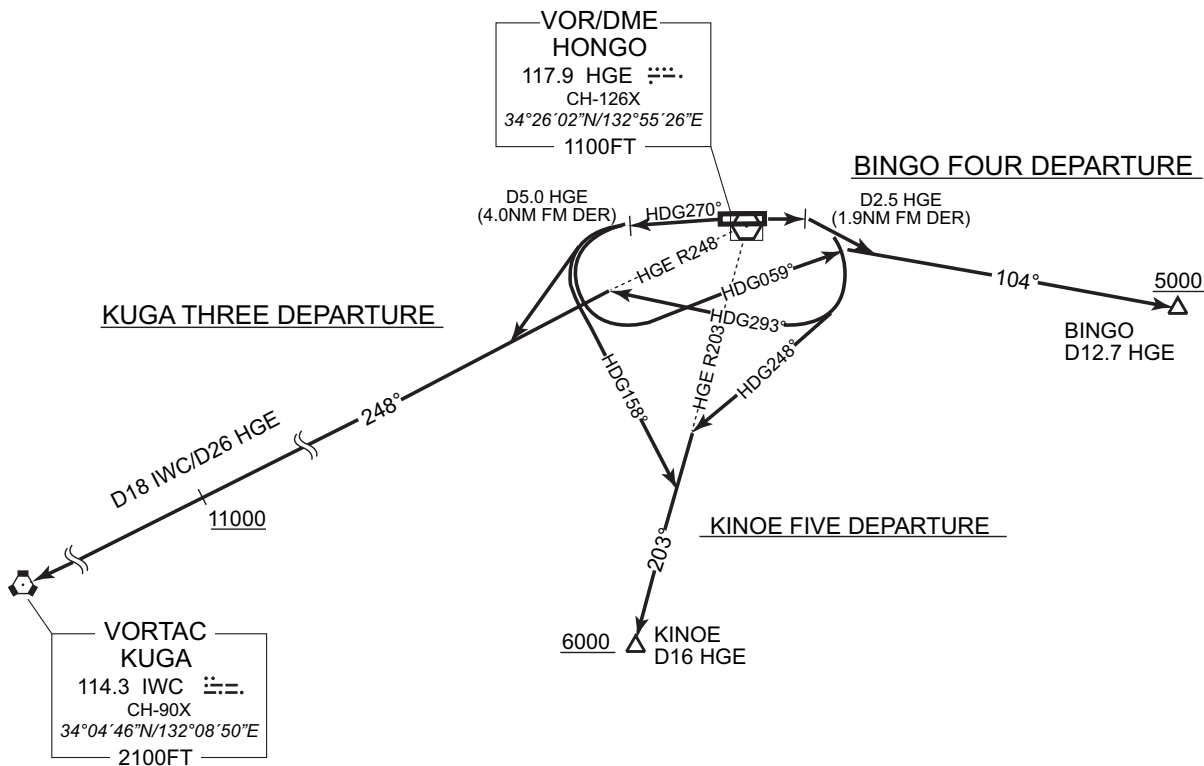 VOR/DME
HONGO
117.9 HGE
CH-126X
34°26´02”N/132°55´26”E
1100FT
BINGO FOUR DEPARTURE
D5.0 HGE
(4.0NM FM DER)
HDG270°
D2.5 HGE
(1.9NM FM DER)
HGE R248
HDG059°
104°
5000
BINGO
D12.7 HGE
KUGA THREE DEPARTURE
HDG293°
HGE R203
HDG248°
HDG158°
248°
D18 IWC/D26 HGE
11000
KINOE FIVE DEPARTURE
203°
6000
KINOE
D16 HGE
VORTAC
KUGA
114.3 IWC
CH-90X
34°04´46”N/132°08´50”E
2100FT